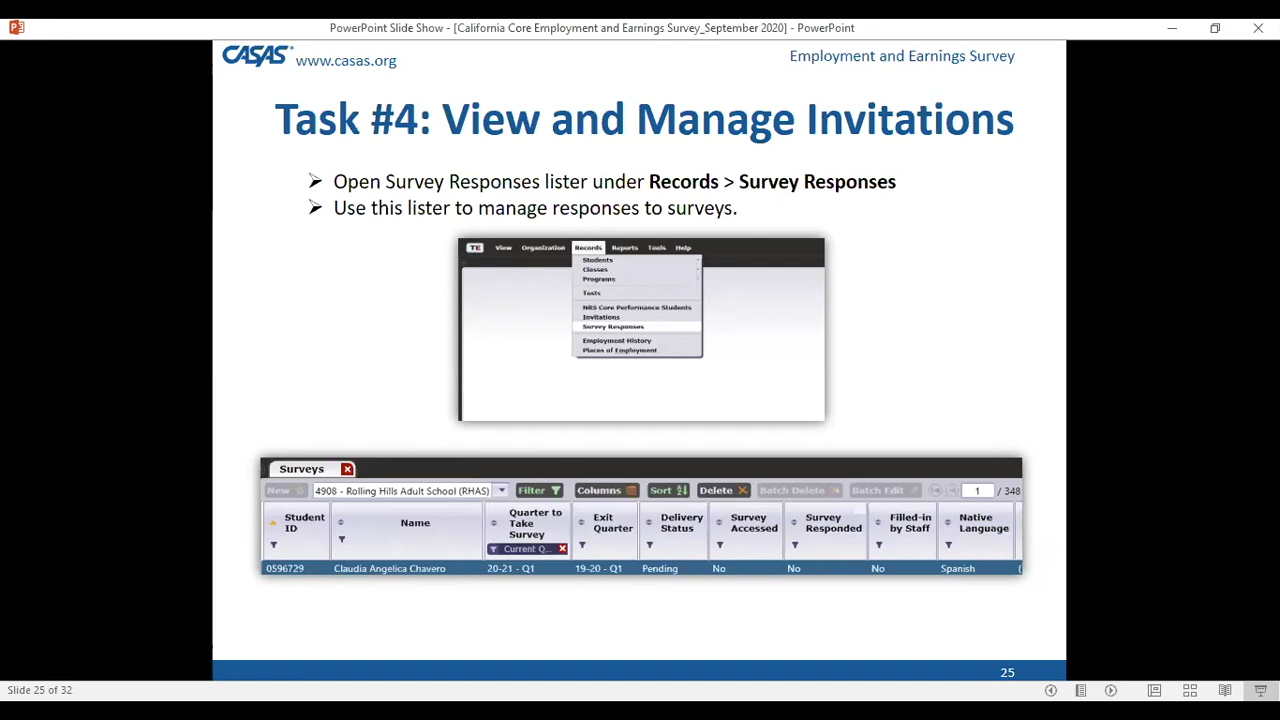 PowerPoint Slide Show - [California Core Employment and Earnings Survey_September 2020] - PowerPoint
CASAS www.casas.org
Employment and Earnings Survey
Task #4: View and Manage Invitations
Open Survey Responses lister under Records > Survey Responses
Use this lister to manage responses to surveys.
TE View Organization Records Reports Tools Help
Students
Classes
Programs
Tests
NRS Core Performance Students
Invitations
Survey Responses
Employment History
Places of Employment
Surveys
New 4908 - Rolling Hills Adult School (RHAS) Filter Columns Sort Delete Batch Delete Batch Edit 1 / 348
Student ID Name Quarter to Take Survey Exit Quarter Delivery Status Survey Accessed Survey Responded Filled-in by Staff Native Language
Current Q...
0596729 Claudia Angelica Chavero 20-21 - Q1 19-20 - Q1 Pending No No No Spanish (
25
Slide 25 of 32